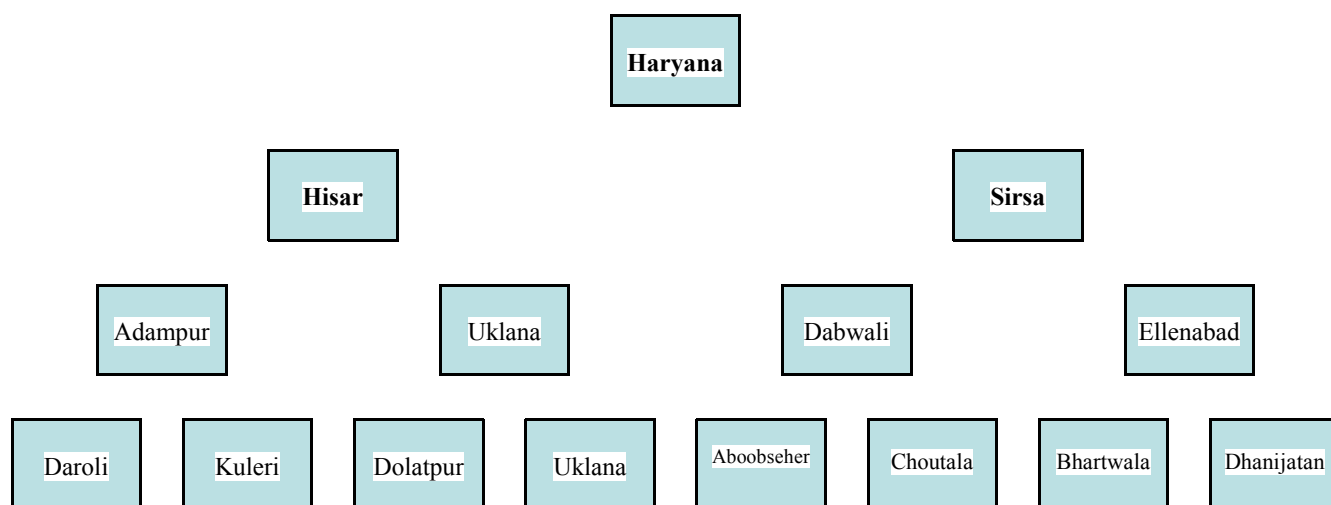 Haryana
Hisar
Sirsa
Adampur
Uklana
Dabwali
Ellenabad
Daroli
Kuleri
Dolatpur
Uklana
Aboobseher
Choutala
Bhartwala
Dhanijatan